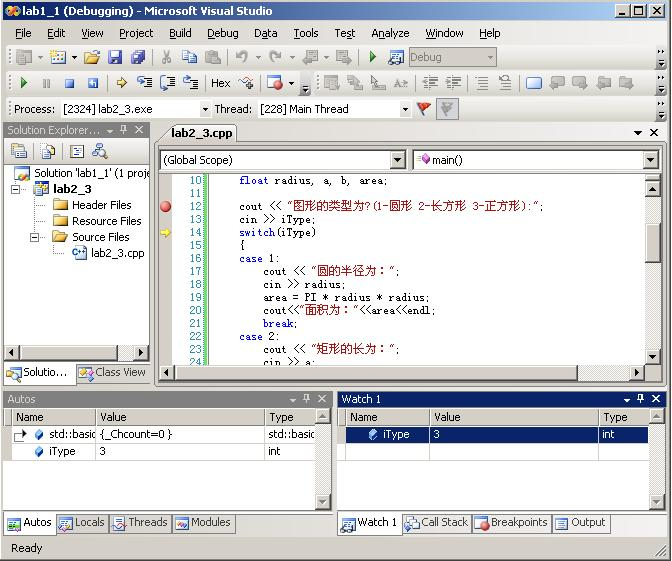 lab1_1 (Debugging) - Microsoft Visual Studio
File Edit View Project Build Debug Data Tools Test Analyze Window Help
Debug
Hex
Process: [2324] lab2_3.exe Thread: [228] Main Thread
Solution Explorer...
lab2_3.cpp
(Global Scope) main()
Solution 'lab1_1' (1 proje
lab2_3
Header Files
Resource Files
Source Files
lab2_3.cpp
10 float radius, a, b, area;
11
12 cout << "图形的类型为?(1-圆形 2-长方形 3-正方形):";
13 cin >> iType;
14 switch(iType)
15 {
16 case 1:
17 cout << "圆的半径为：";
18 cin >> radius;
19 area = PI * radius * radius;
20 cout<<"面积为："<<area<<endl;
21 break;
22 case 2:
23 cout << "矩形的长为：";
24 cin >> a;
Solutio... Class View
Autos
Name Value Type
std::basic {_Chcount=0 } std::basic
iType 3 int
Autos Locals Threads Modules
Watch 1
Name Value Type
iType 3 int
Watch 1 Call Stack Breakpoints Output
Ready